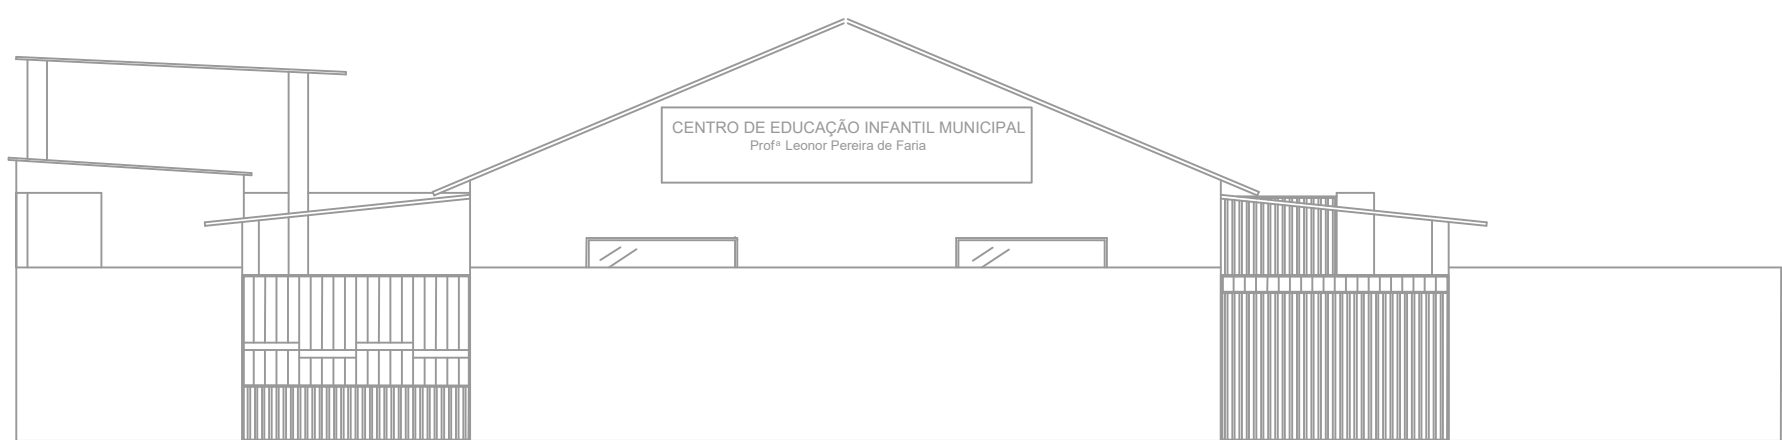 CENTRO DE EDUCAÇÃO INFANTIL MUNICIPAL
Profª Leonor Pereira de Faria